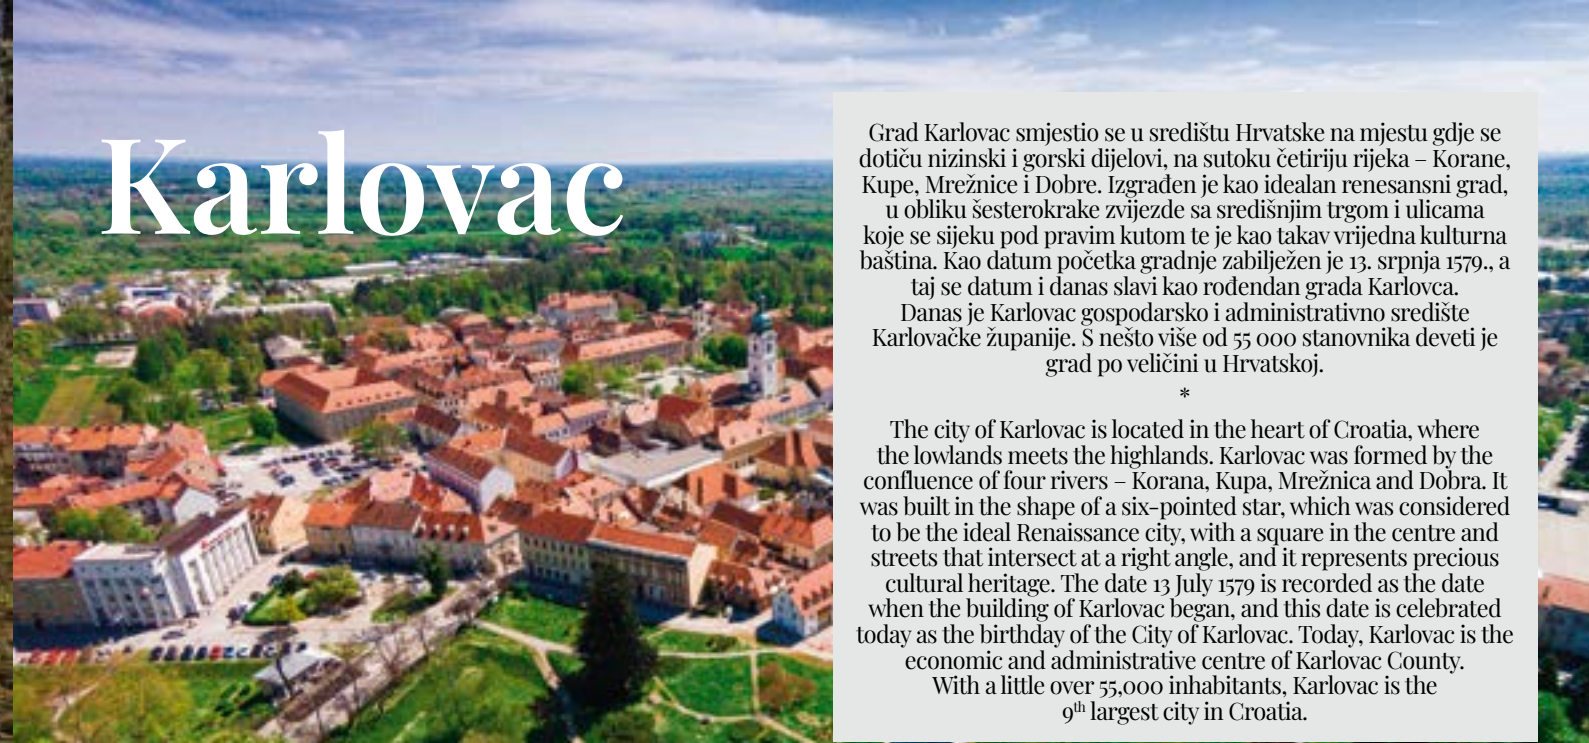 Karlovac
Grad Karlovac smjestio se u središtu Hrvatske na mjestu gdje se
dotiču nizinski i gorski dijelovi, na sutoku četiriju rijeka – Korane,
Kupe, Mrežnice i Dobre. Izgrađen je kao idealan renesansni grad,
u obliku šesterokrake zvijezde sa središnjim trgom i ulicama
koje se sijeku pod pravim kutom te je kao takav vrijedna kulturna
baština. Kao datum početka gradnje zabilježen je 13. srpnja 1579., a
taj se datum i danas slavi kao rođendan grada Karlovca.
Danas je Karlovac gospodarsko i administrativno središte
Karlovačke županije. S nešto više od 55 000 stanovnika deveti je
grad po veličini u Hrvatskoj.
*
The city of Karlovac is located in the heart of Croatia, where
the lowlands meets the highlands. Karlovac was formed by the
confluence of four rivers – Korana, Kupa, Mrežnica and Dobra. It
was built in the shape of a six-pointed star, which was considered
to be the ideal Renaissance city, with a square in the centre and
streets that intersect at a right angle, and it represents precious
cultural heritage. The date 13 July 1579 is recorded as the date
when the building of Karlovac began, and this date is celebrated
today as the birthday of the City of Karlovac. Today, Karlovac is the
economic and administrative centre of Karlovac County.
With a little over 55,000 inhabitants, Karlovac is the
9th largest city in Croatia.